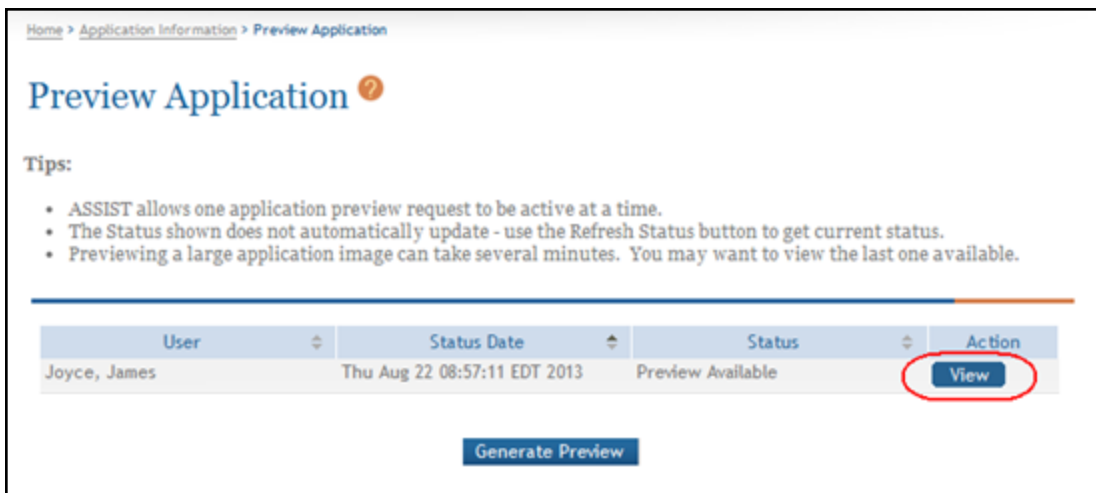 Home > Application Information > Preview Application
Preview Application ?
Tips:
• ASSIST allows one application preview request to be active at a time.
• The Status shown does not automatically update - use the Refresh Status button to get current status.
• Previewing a large application image can take several minutes. You may want to view the last one available.
User Status Date Status Action
Joyce, James Thu Aug 22 08:57:11 EDT 2013 Preview Available View
Generate Preview